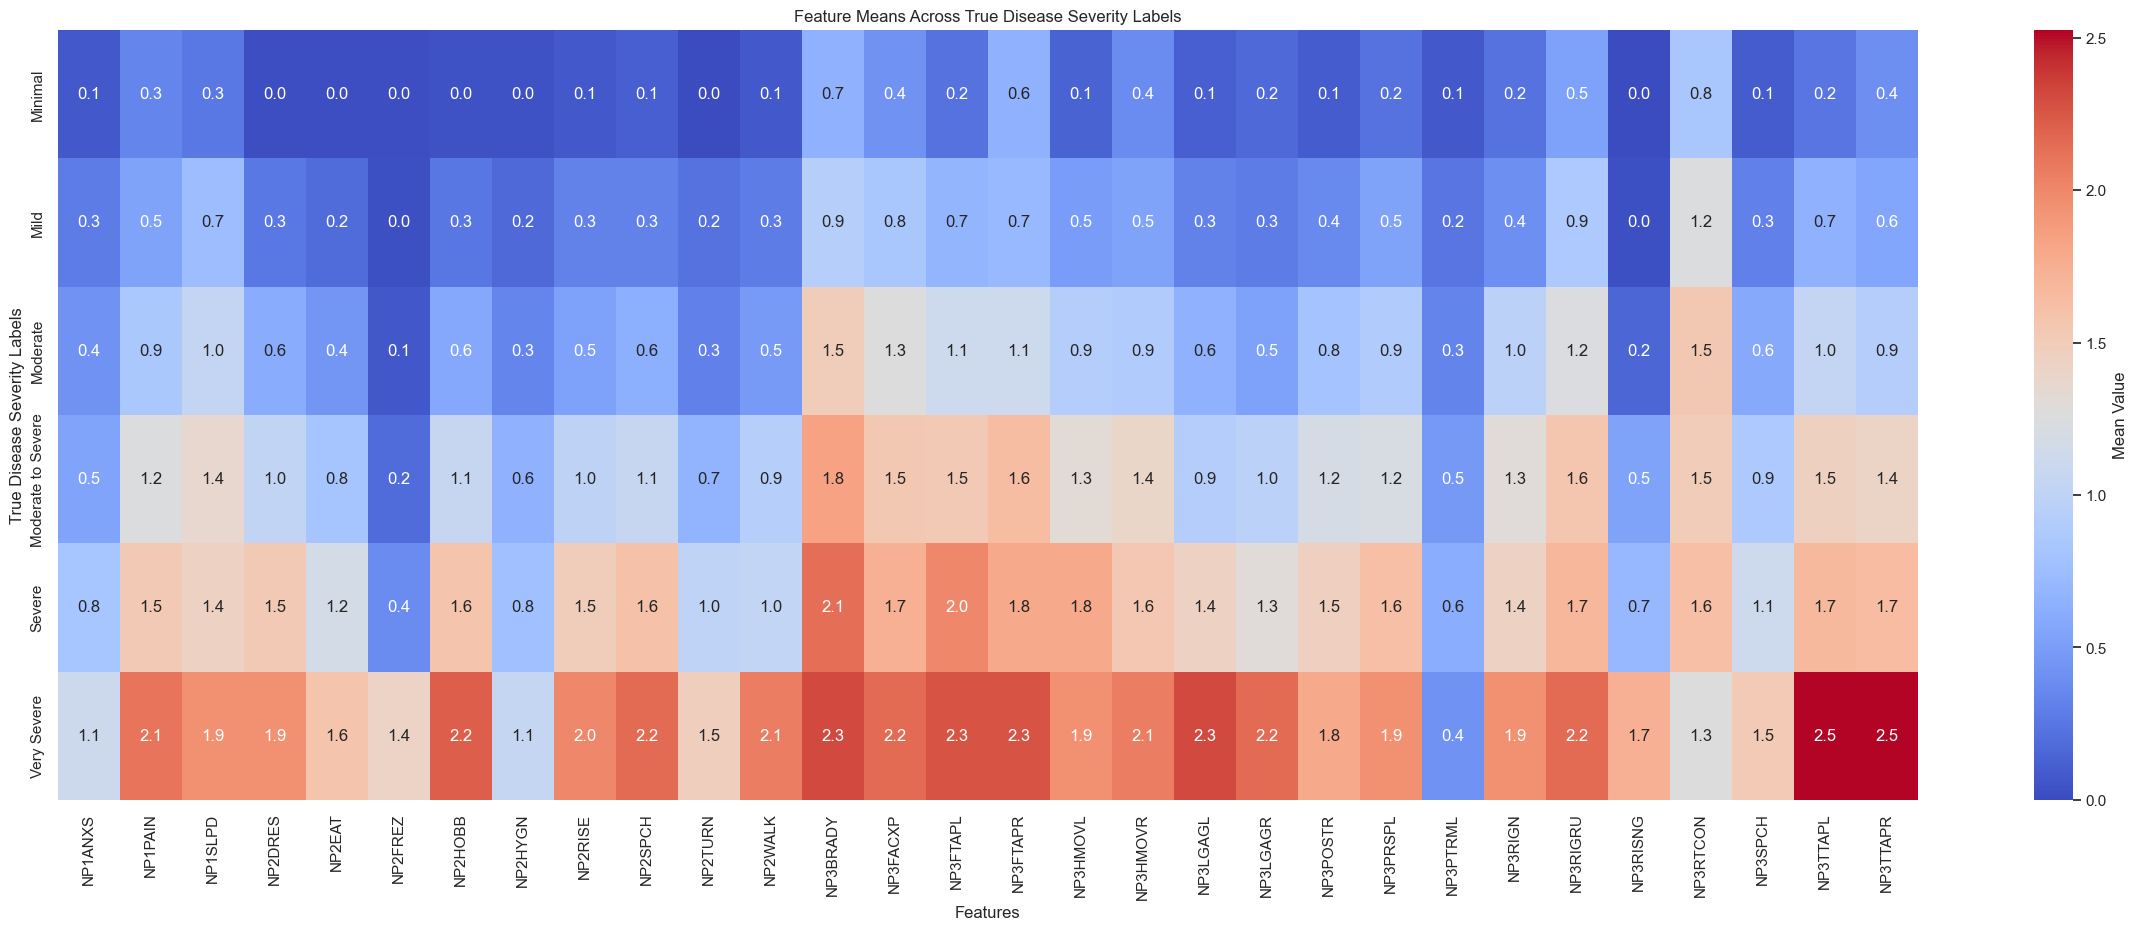 Feature Means Across True Disease Severity Labels
True Disease Severity Labels
Minimal 0.1 0.3 0.3 0.0 0.0 0.0 0.0 0.0 0.1 0.1 0.0 0.1 0.7 0.4 0.2 0.6 0.1 0.4 0.1 0.2 0.1 0.2 0.1 0.2 0.5 0.0 0.8 0.1 0.2 0.4
Mild 0.3 0.5 0.7 0.3 0.2 0.0 0.3 0.2 0.3 0.3 0.2 0.3 0.9 0.8 0.7 0.7 0.5 0.5 0.3 0.3 0.4 0.5 0.2 0.4 0.9 0.0 1.2 0.3 0.7 0.6
Moderate 0.4 0.9 1.0 0.6 0.4 0.1 0.6 0.3 0.5 0.6 0.3 0.5 1.5 1.3 1.1 1.1 0.9 0.9 0.6 0.5 0.8 0.9 0.3 1.0 1.2 0.2 1.5 0.6 1.0 0.9
Moderate to Severe 0.5 1.2 1.4 1.0 0.8 0.2 1.1 0.6 1.0 1.1 0.7 0.9 1.8 1.5 1.5 1.6 1.3 1.4 0.9 1.0 1.2 1.2 0.5 1.3 1.6 0.5 1.5 0.9 1.5 1.4
Severe 0.8 1.5 1.4 1.5 1.2 0.4 1.6 0.8 1.5 1.6 1.0 1.0 2.1 1.7 2.0 1.8 1.8 1.6 1.4 1.3 1.5 1.6 0.6 1.4 1.7 0.7 1.6 1.1 1.7 1.7
Very Severe 1.1 2.1 1.9 1.9 1.6 1.4 2.2 1.1 2.0 2.2 1.5 2.1 2.3 2.2 2.3 2.3 1.9 2.1 2.3 2.2 1.8 1.9 0.4 1.9 2.2 1.7 1.3 1.5 2.5 2.5
NP1ANXS NP1PAIN NP1SLPD NP2DRES NP2EAT NP2FREZ NP2HOBB NP2HYGN NP2RISE NP2SPCH NP2TURN NP2WALK NP3BRADY NP3FACXP NP3FTAPL NP3FTAPR NP3HMOVL NP3HMOVR NP3LGAGL NP3LGAGR NP3POSTR NP3PRSPL NP3PTRML NP3RIGN NP3RIGRU NP3RISNG NP3RTCON NP3SPCH NP3TTAPL NP3TTAPR
Features
2.5
2.0
1.5
1.0
0.5
0.0
Mean Value